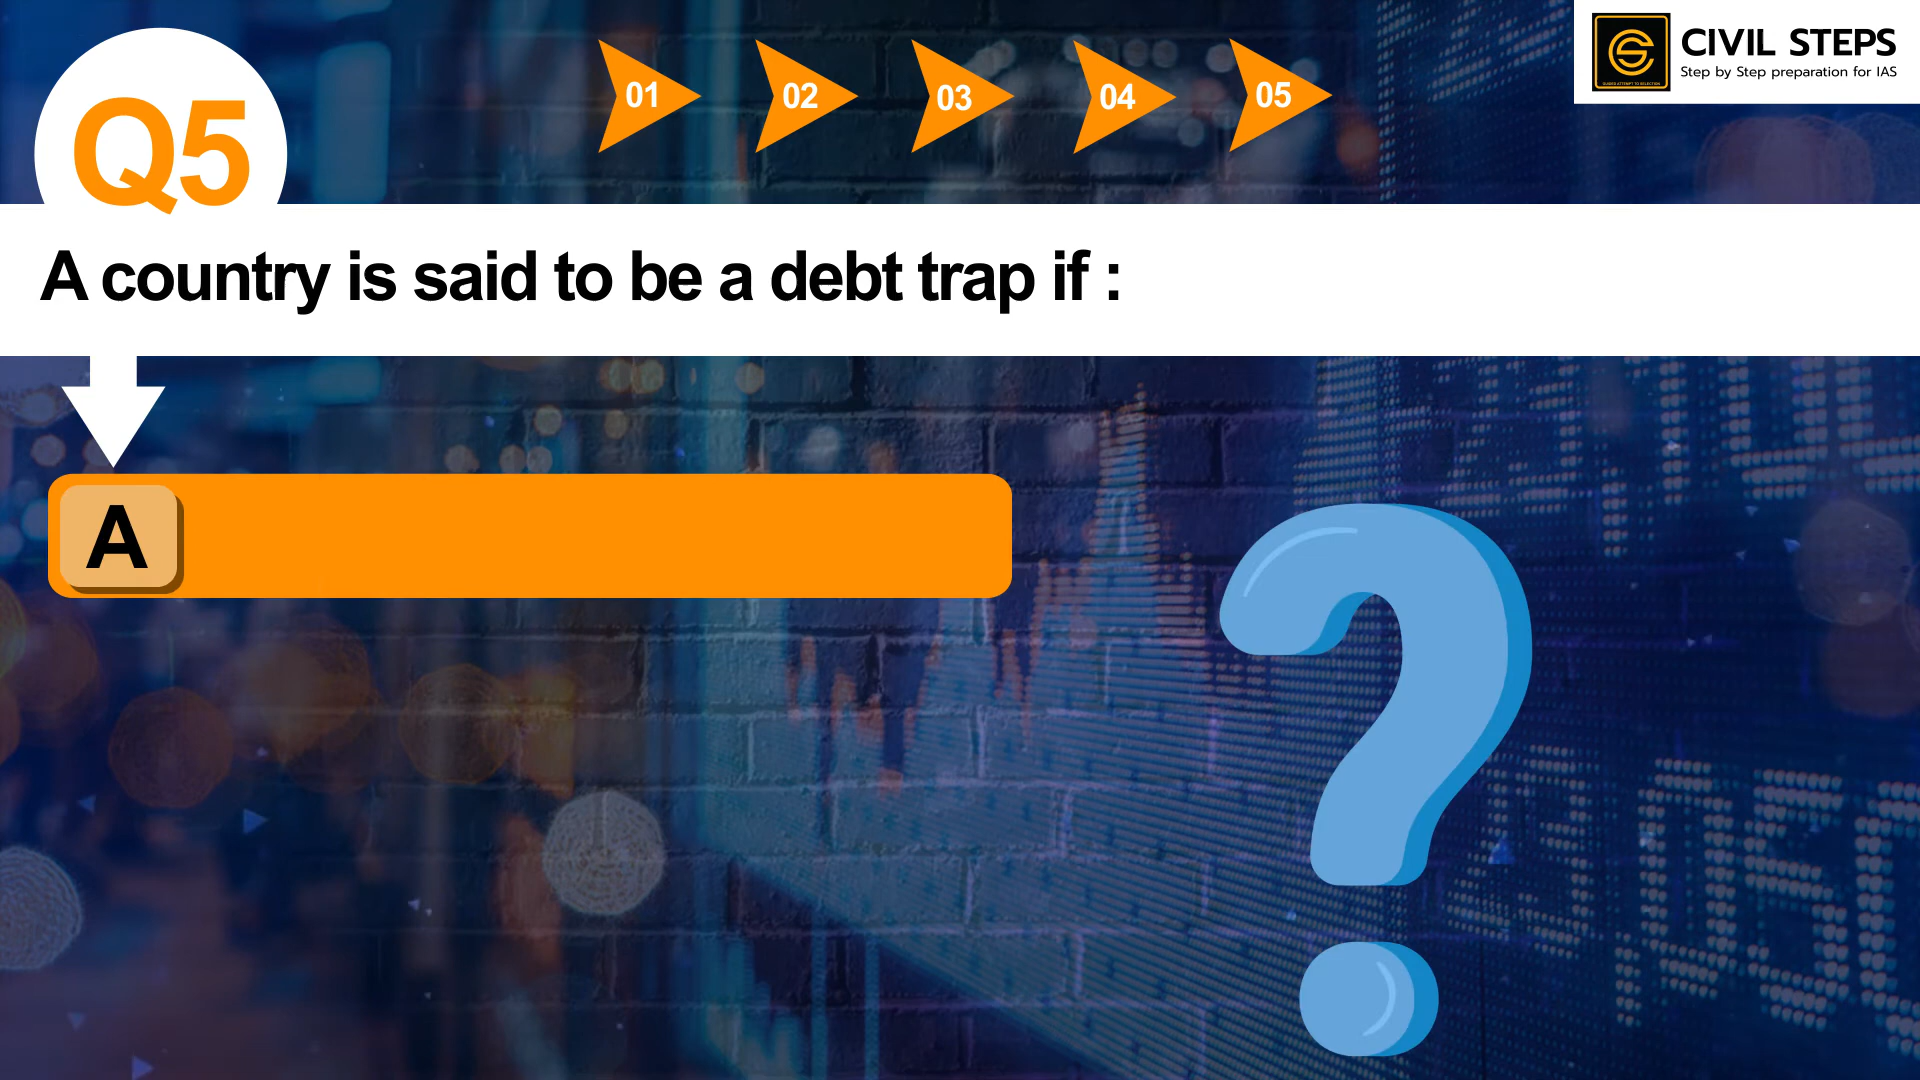 CIVIL STEPS
Step by Step preparation for IAS
01 02 03 04 05
Q5
A country is said to be a debt trap if :
A